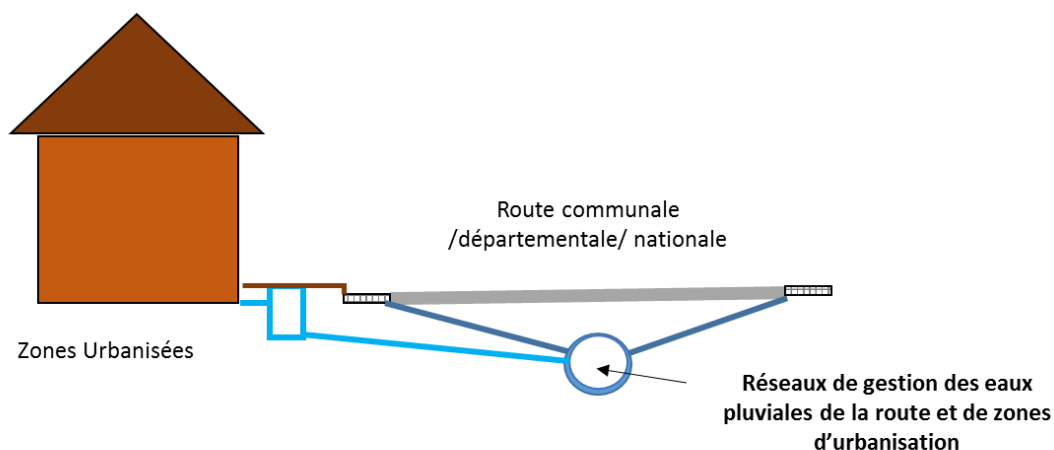 Route communale
/départementale/ nationale
Zones Urbanisées
Réseaux de gestion des eaux
pluviales de la route et de zones
d’urbanisation